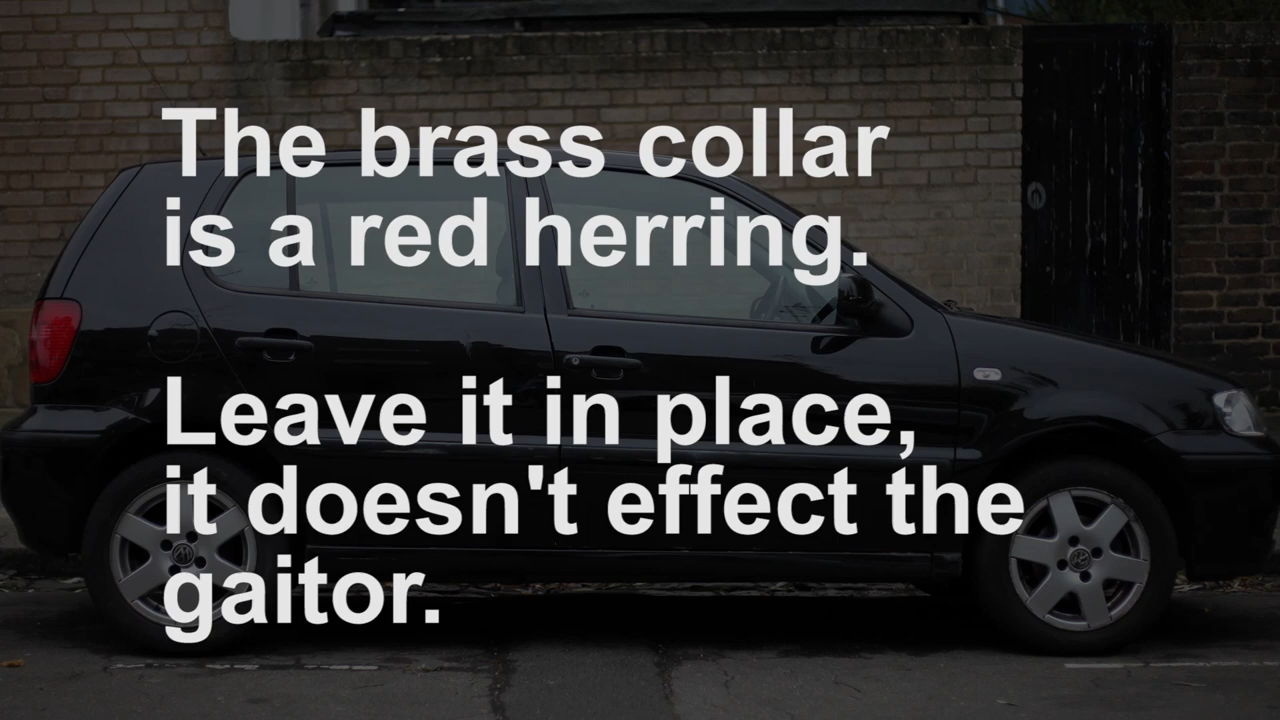 The brass collar
is a red herring.
Leave it in place,
it doesn't effect the
gaitor.